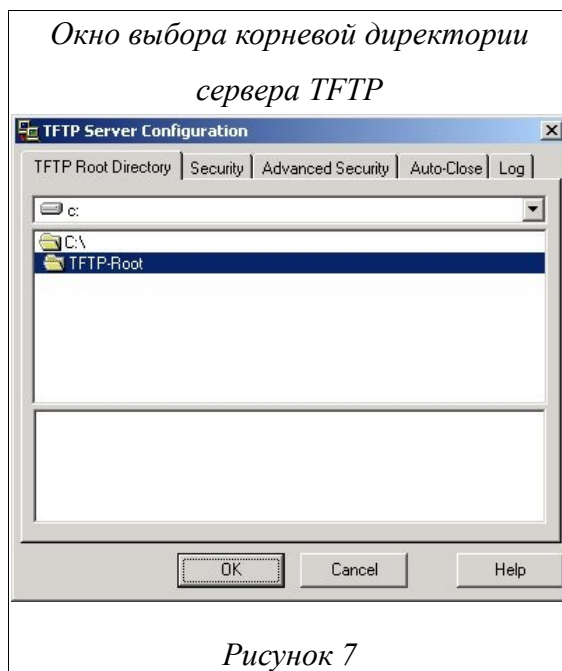 Окно выбора корневой директории
сервера TFTP
TFTP Server Configuration
TFTP Root Directory Security Advanced Security Auto-Close Log
c:
C:\
TFTP-Root
OK Cancel Help
Рисунок 7